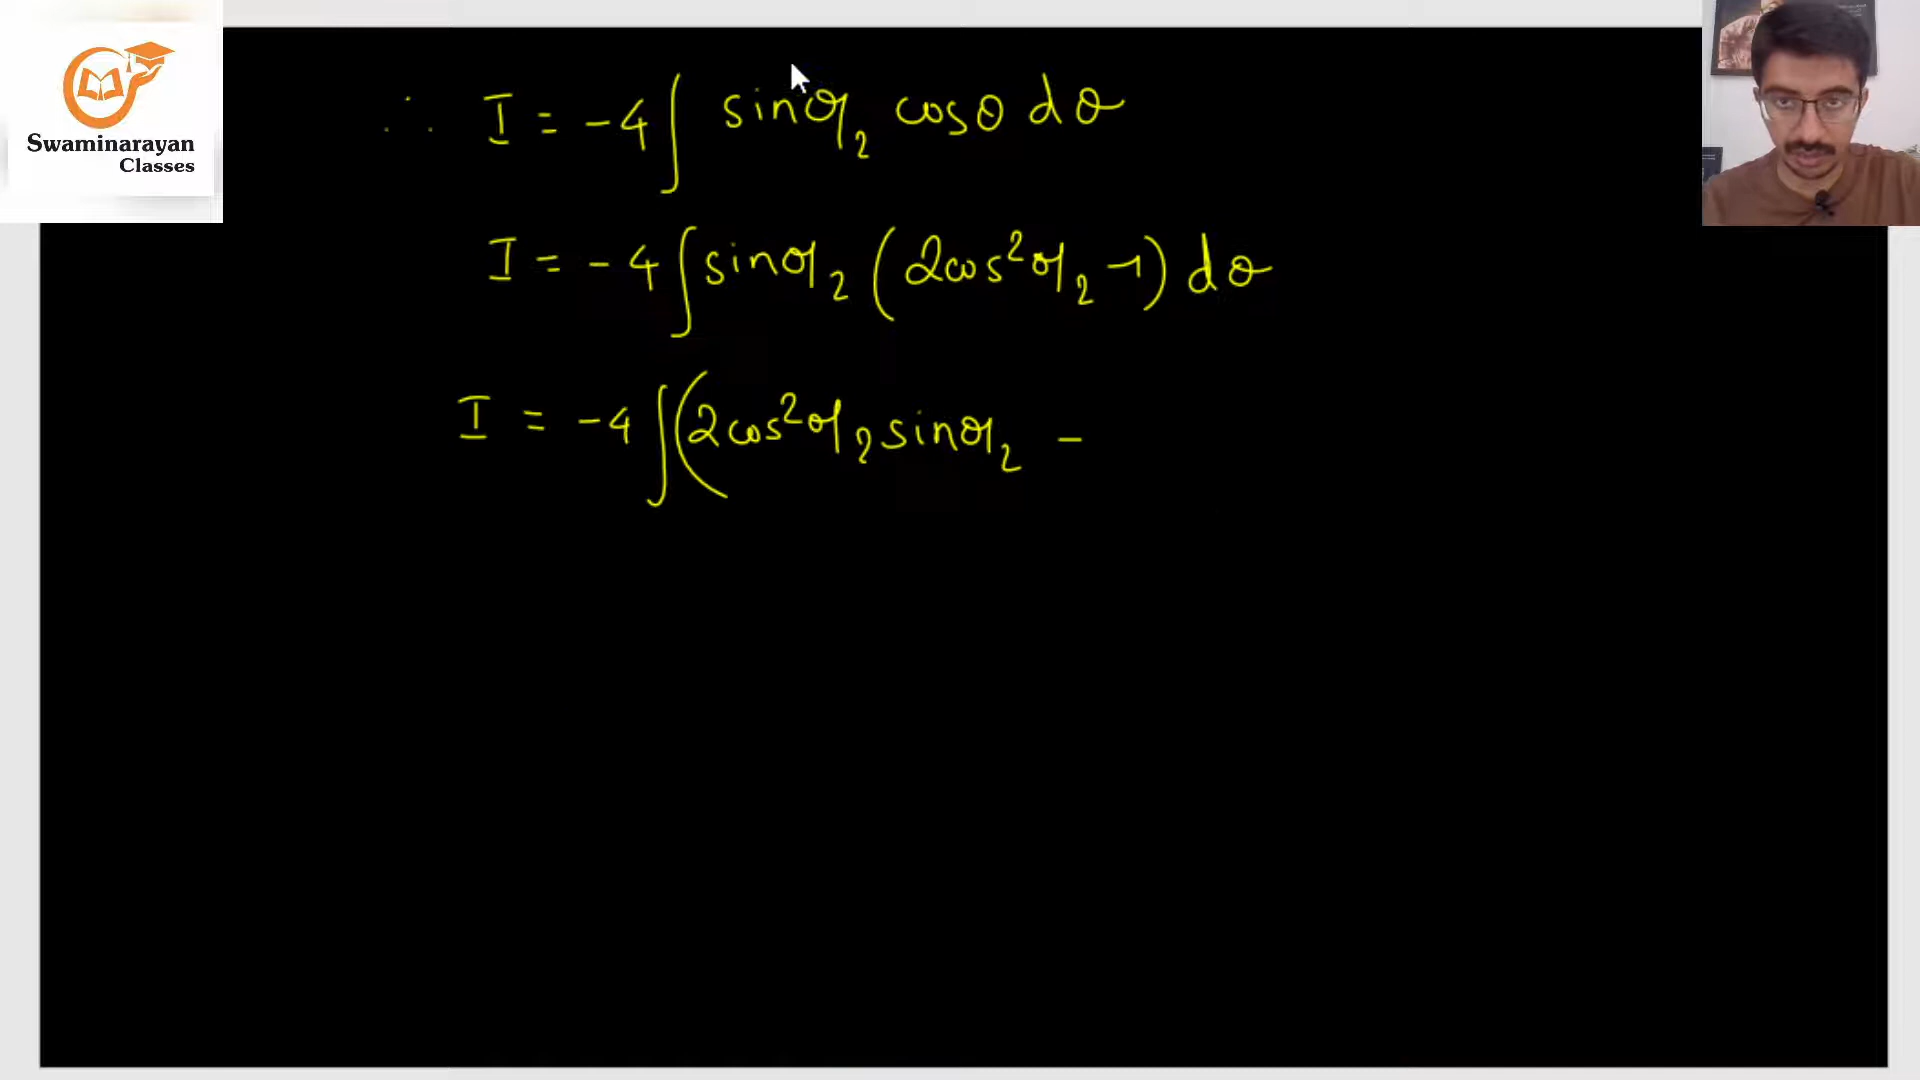 Swaminarayan
Classes
∴ I = -4∫ sinθ/2 cosθ dθ
I = -4∫sinθ/2 (2cos²θ/2 -1) dθ
I = -4∫(2cos²θ/2 sinθ/2 -